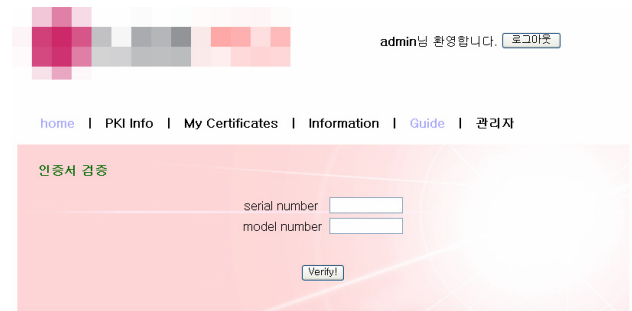 admin님 환영합니다. 로그아웃
home | PKI Info | My Certificates | Information | Guide | 관리자
인증서 검증
serial number
model number
Verify!